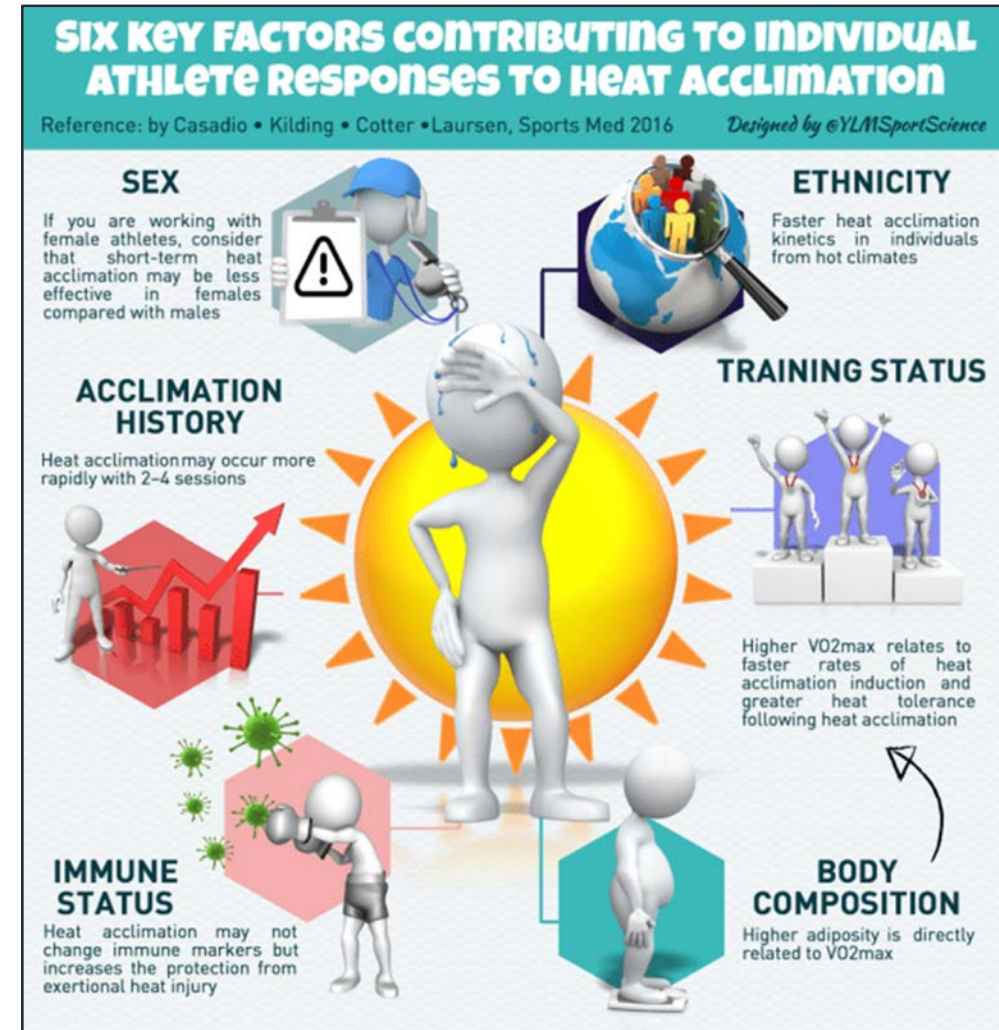 SIX KEY FACTORS CONTRIBUTING TO INDIVIDUAL
ATHLETE RESPONSES TO HEAT ACCLIMATION
Reference: by Casadio • Kilding • Cotter •Laursen, Sports Med 2016
Designed by @YLMSportScience
SEX
If you are working with
female athletes, consider
that short-term heat
acclimation may be less
effective in females
compared with males
ETHNICITY
Faster heat acclimation
kinetics in individuals
from hot climates
ACCLIMATION
HISTORY
Heat acclimation may occur more
rapidly with 2–4 sessions
TRAINING STATUS
Higher VO2max relates to
faster rates of heat
acclimation induction and
greater heat tolerance
following heat acclimation
IMMUNE
STATUS
Heat acclimation may not
change immune markers but
increases the protection from
exertional heat injury
BODY
COMPOSITION
Higher adiposity is directly
related to VO2max